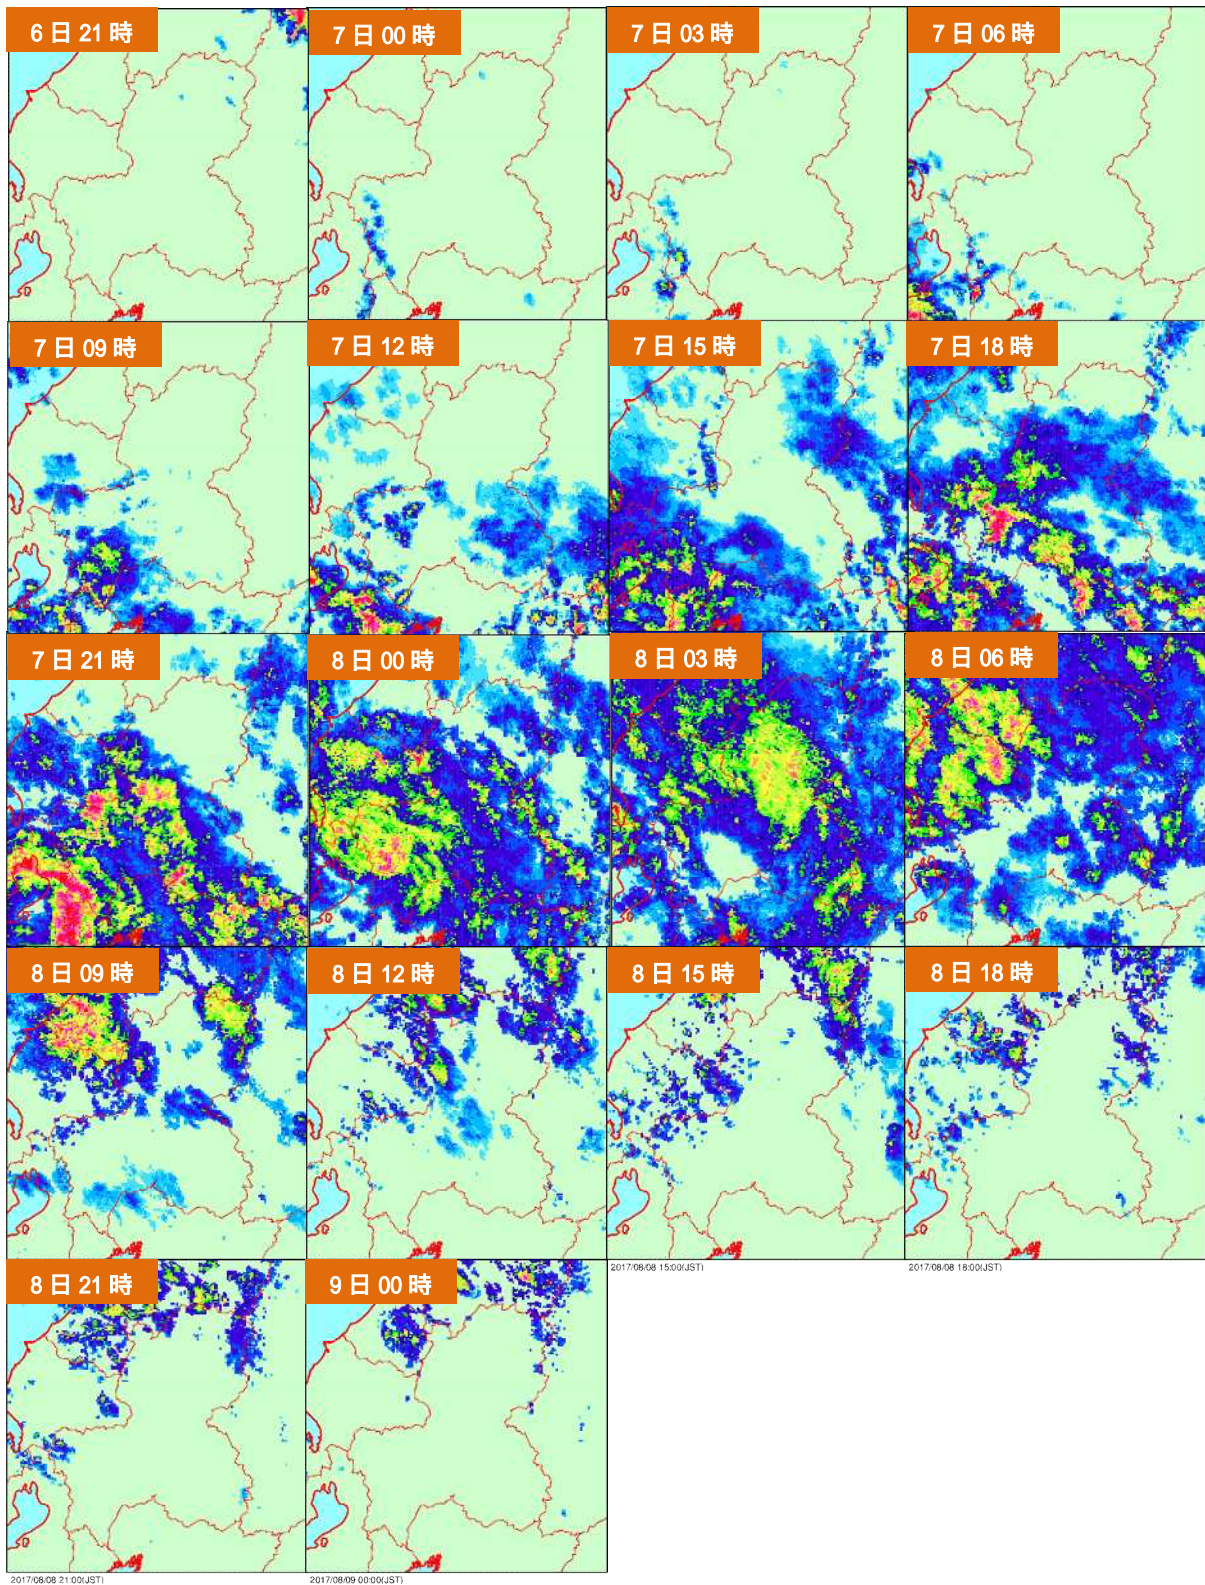 6日21時
7日00時
7日03時
7日06時
7日09時
7日12時
7日15時
7日18時
7日21時
8日00時
8日03時
8日06時
8日09時
8日12時
8日15時
8日18時
2017/08/08 15:00(JST)
2017/08/08 18:00(JST)
8日21時
9日00時
2017/08/08 21:00(JST)
2017/08/09 00:00(JST)